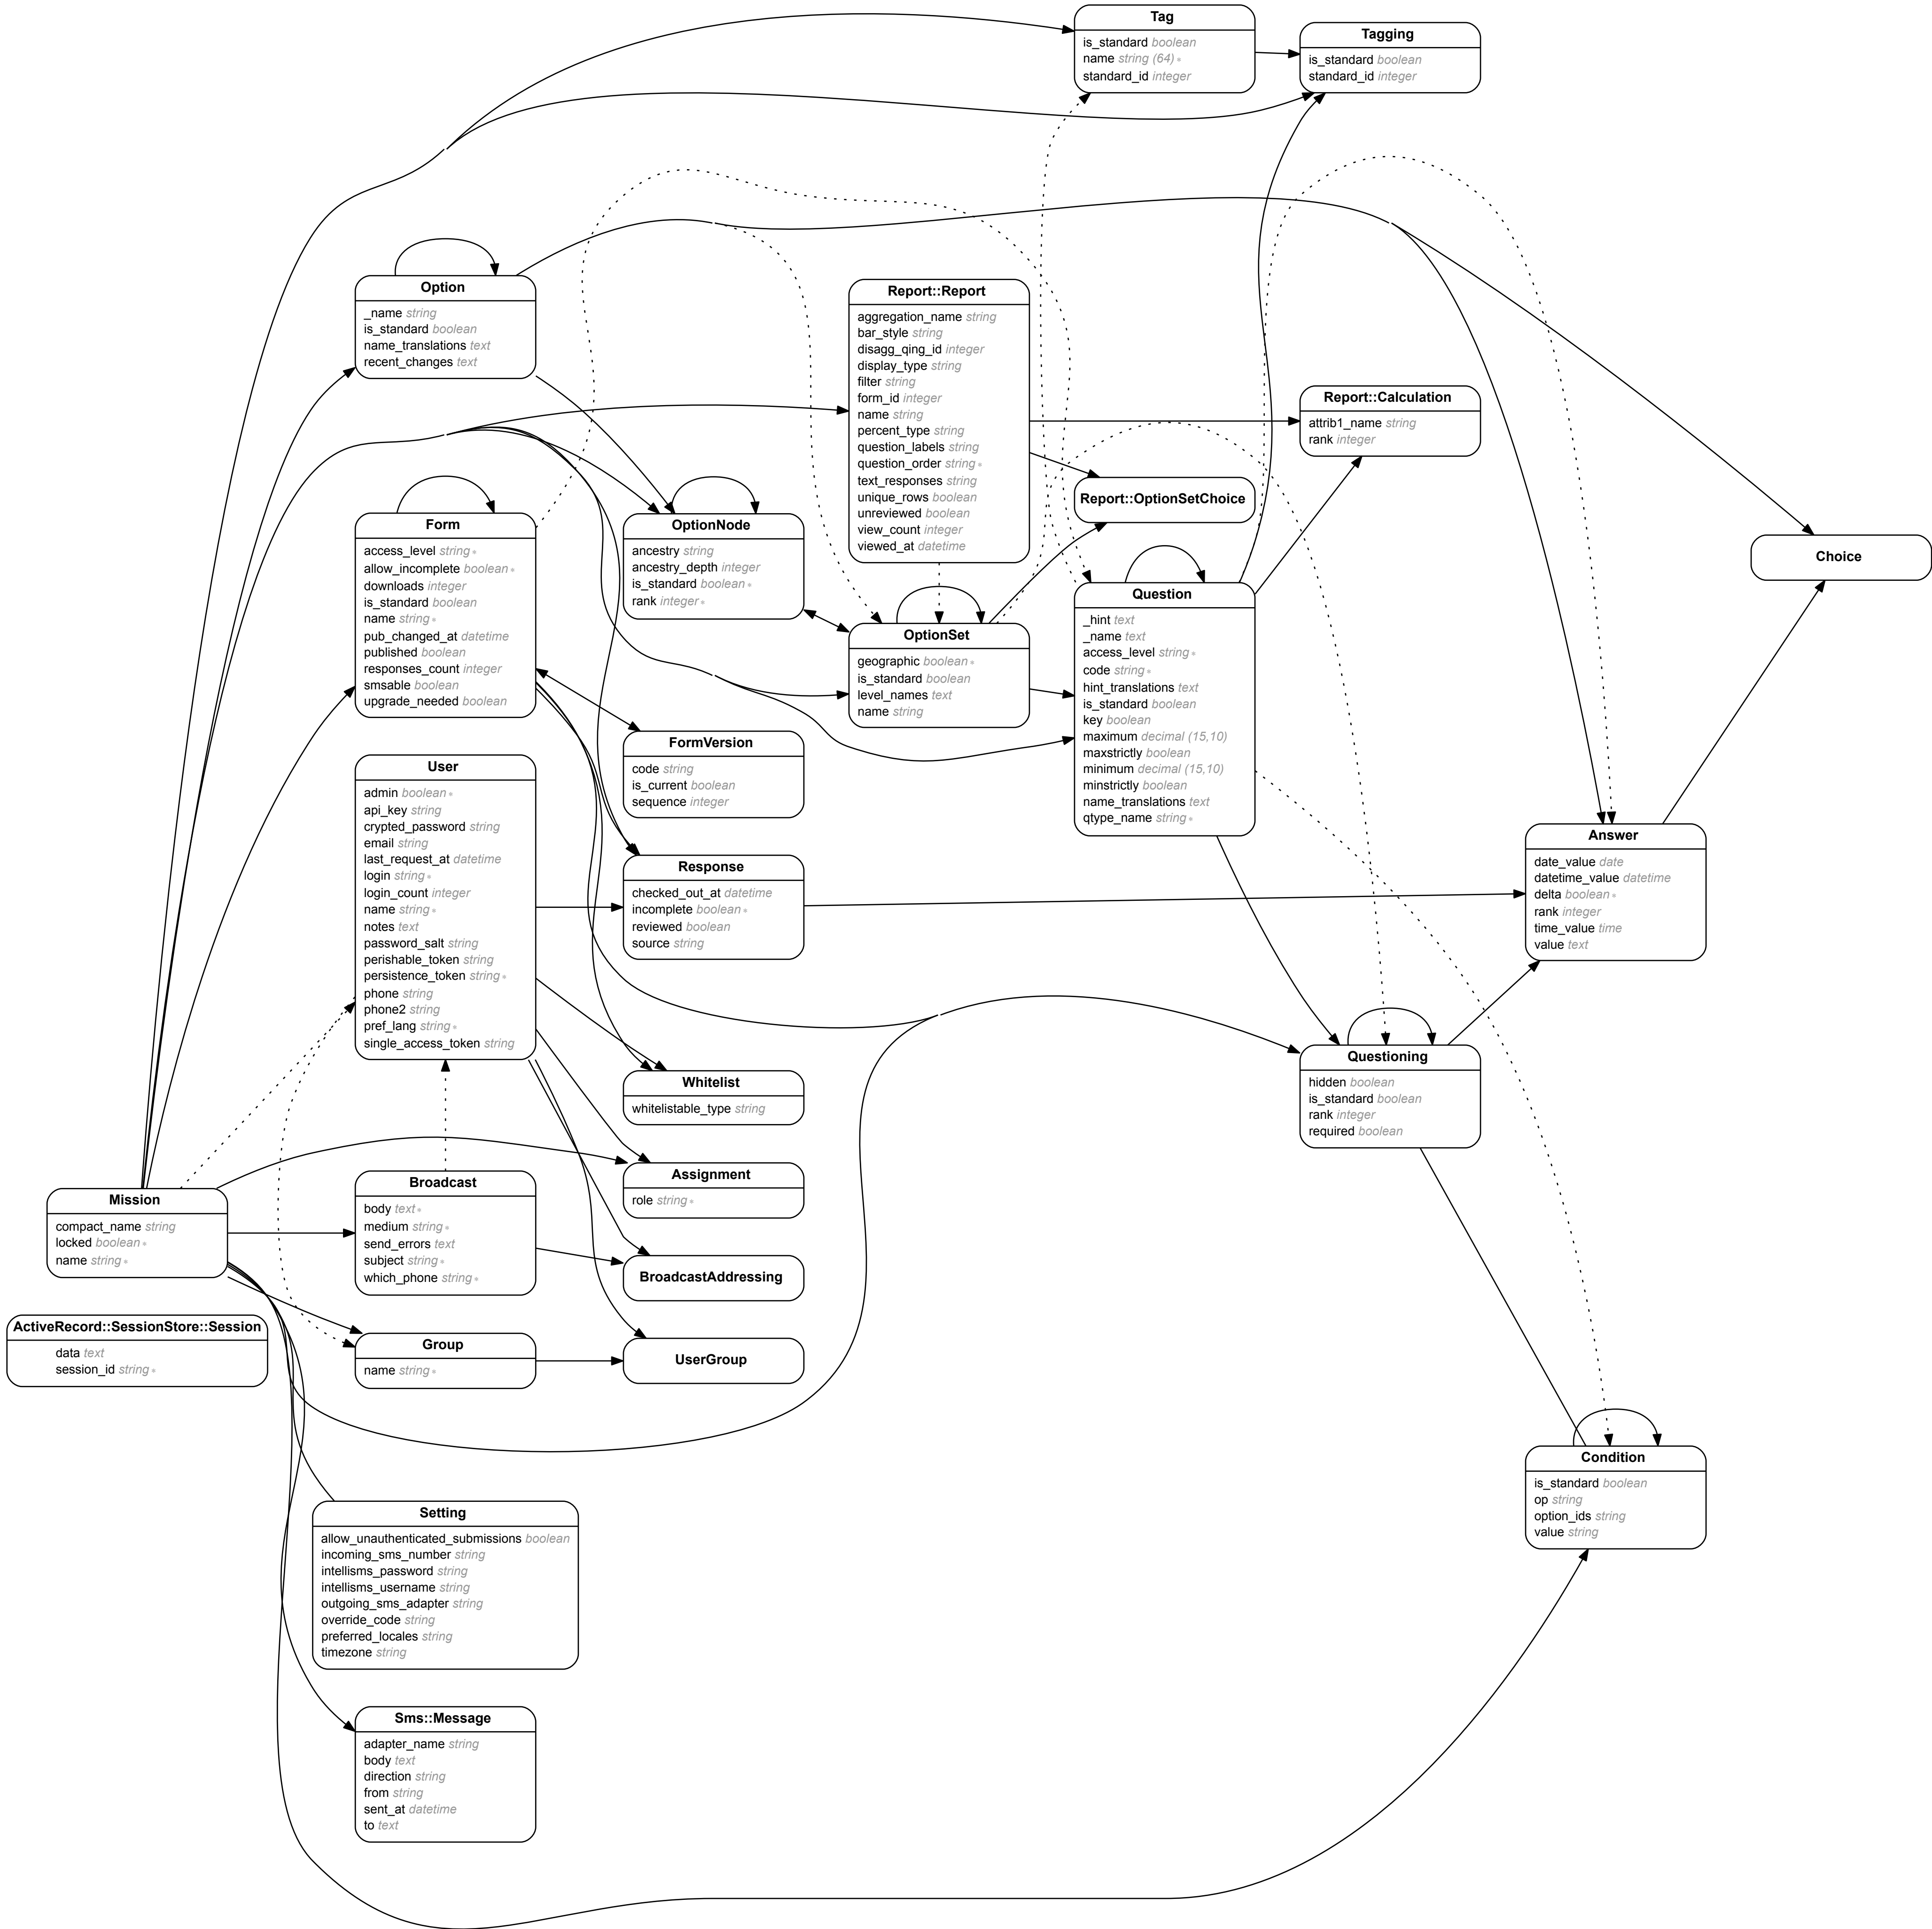 Tag
is_standard boolean
name string (64) ∗
standard_id integer
Tagging
is_standard boolean
standard_id integer
Option
_name string
is_standard boolean
name_translations text
recent_changes text
Report::Report
aggregation_name string
bar_style string
disagg_qing_id integer
display_type string
filter string
form_id integer
name string
percent_type string
question_labels string
question_order string ∗
text_responses string
unique_rows boolean
unreviewed boolean
view_count integer
viewed_at datetime
Report::Calculation
attrib1_name string
rank integer
Report::OptionSetChoice
Form
access_level string ∗
allow_incomplete boolean ∗
downloads integer
is_standard boolean
name string ∗
pub_changed_at datetime
published boolean
responses_count integer
smsable boolean
upgrade_needed boolean
OptionNode
ancestry string
ancestry_depth integer
is_standard boolean ∗
rank integer ∗
Choice
OptionSet
geographic boolean ∗
is_standard boolean
level_names text
name string
Question
_hint text
_name text
access_level string ∗
code string ∗
hint_translations text
is_standard boolean
key boolean
maximum decimal (15,10)
maxstrictly boolean
minimum decimal (15,10)
minstrictly boolean
name_translations text
qtype_name string ∗
FormVersion
code string
is_current boolean
sequence integer
User
admin boolean ∗
api_key string
crypted_password string
email string
last_request_at datetime
login string ∗
login_count integer
name string ∗
notes text
password_salt string
perishable_token string
persistence_token string ∗
phone string
phone2 string
pref_lang string ∗
single_access_token string
Response
checked_out_at datetime
incomplete boolean ∗
reviewed boolean
source string
Answer
date_value date
datetime_value datetime
delta boolean ∗
rank integer
time_value time
value text
Questioning
hidden boolean
is_standard boolean
rank integer
required boolean
Whitelist
whitelistable_type string
Assignment
role string ∗
Mission
compact_name string
locked boolean ∗
name string ∗
Broadcast
body text ∗
medium string ∗
send_errors text
subject string ∗
which_phone string ∗
BroadcastAddressing
ActiveRecord::SessionStore::Session
data text
session_id string ∗
Group
name string ∗
UserGroup
Condition
is_standard boolean
op string
option_ids string
value string
Setting
allow_unauthenticated_submissions boolean
incoming_sms_number string
intellisms_password string
intellisms_username string
outgoing_sms_adapter string
override_code string
preferred_locales string
timezone string
Sms::Message
adapter_name string
body text
direction string
from string
sent_at datetime
to text